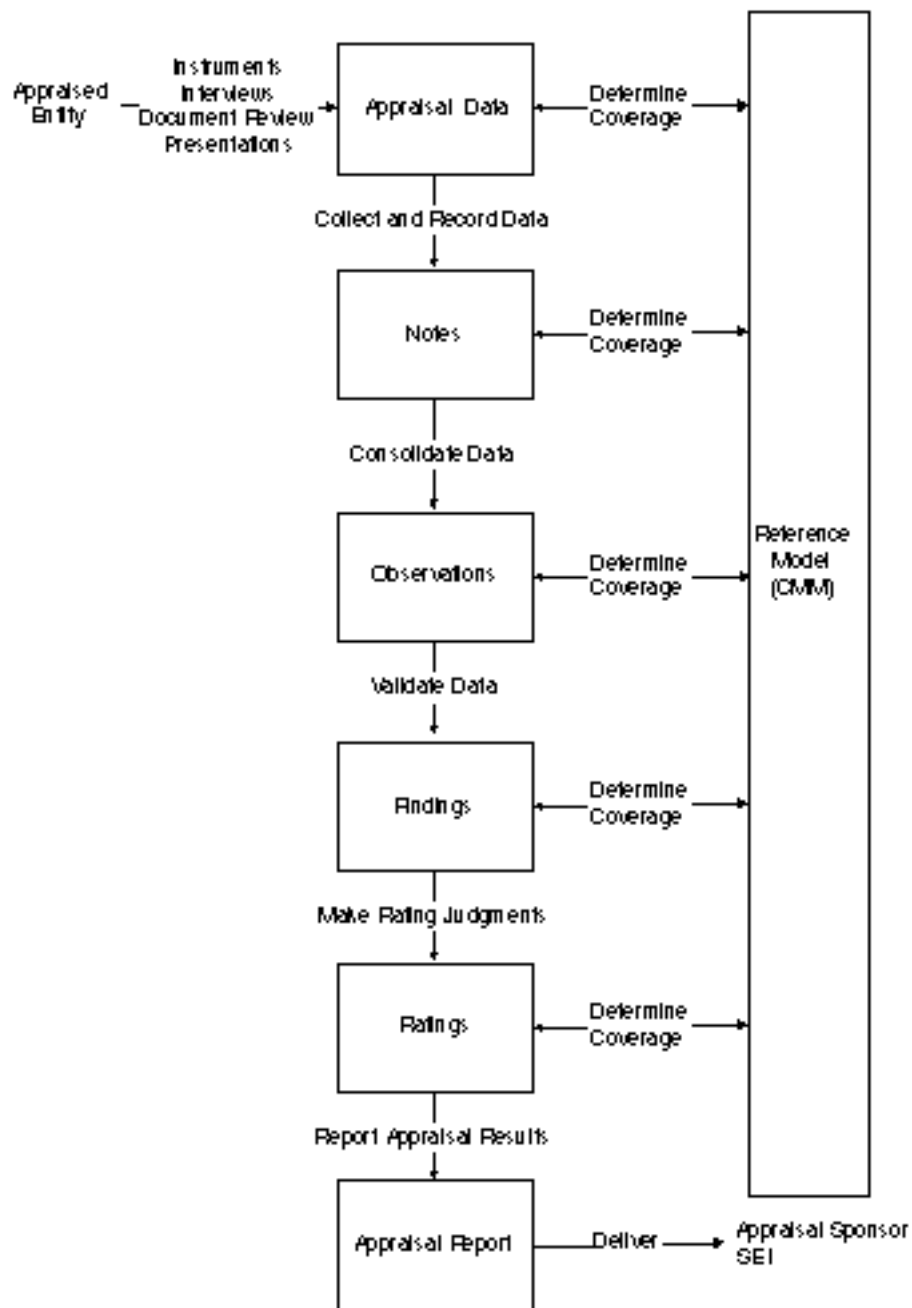 Instruments
Appraised
Interviews
Entity
Document Review
Presentations
Appraisal Data
Determine
Coverage
Collect and Record Data
Notes
Determine
Coverage
Consolidate Data
Observations
Determine
Coverage
Reference
Model
(CMM)
Validate Data
Findings
Determine
Coverage
Make Rating Judgments
Ratings
Determine
Coverage
Report Appraisal Results
Appraisal Report
Deliver
Appraisal Sponsor
SEI